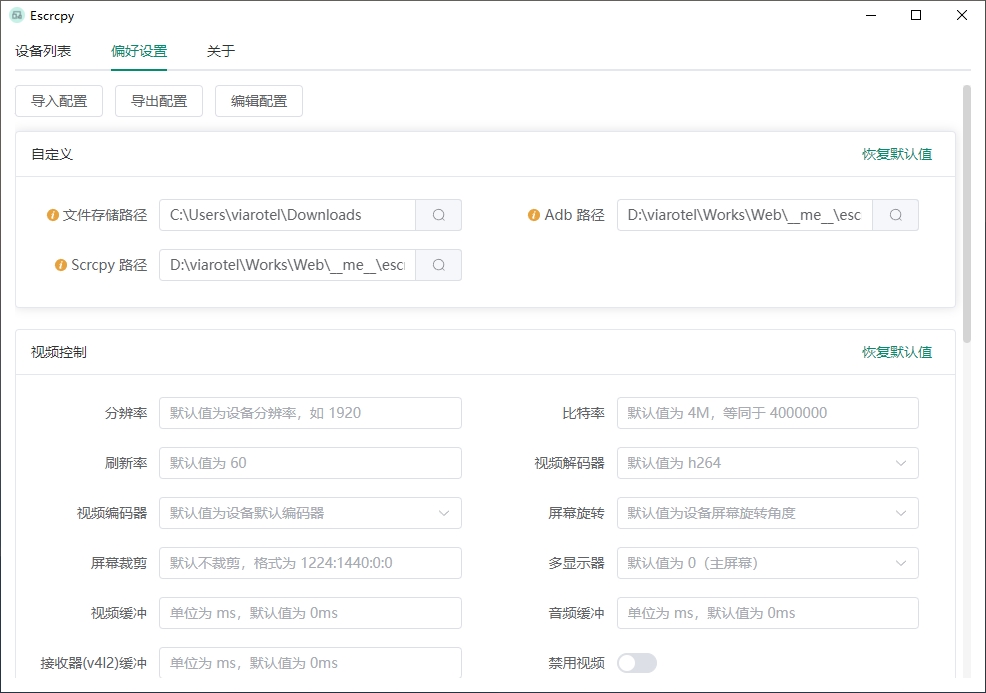 Escrcpy
设备列表 偏好设置 关于
导入配置 导出配置 编辑配置
自定义 恢复默认值
文件存储路径 C:\Users\viarotel\Downloads Adb 路径 D:\viarotel\Works\Web\__me__\esc
Scrcpy 路径 D:\viarotel\Works\Web\__me__\escr
视频控制 恢复默认值
分辨率 默认值为设备分辨率，如 1920 比特率 默认值为 4M，等同于 4000000
刷新率 默认值为 60 视频解码器 默认值为 h264
视频编码器 默认值为设备默认编码器 屏幕旋转 默认值为设备屏幕旋转角度
屏幕裁剪 默认不裁剪，格式为 1224:1440:0:0 多显示器 默认值为 0（主屏幕）
视频缓冲 单位为 ms，默认值为 0ms 音频缓冲 单位为 ms，默认值为 0ms
接收器(v4l2)缓冲 单位为 ms，默认值为 0ms 禁用视频